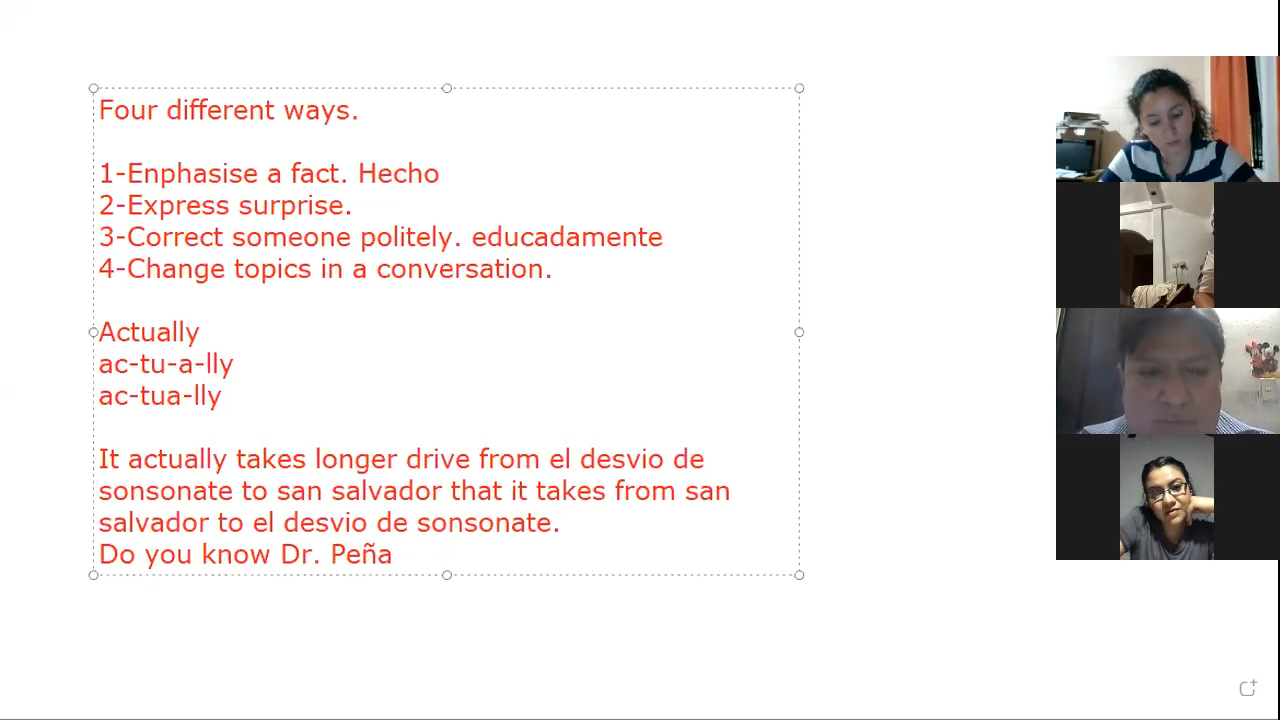 Four different ways.
1-Enphasise a fact. Hecho
2-Express surprise.
3-Correct someone politely. educadamente
4-Change topics in a conversation.
Actually
ac-tu-a-lly
ac-tua-lly
It actually takes longer drive from el desvio de
sonsonate to san salvador that it takes from san
salvador to el desvio de sonsonate.
Do you know Dr. Peña